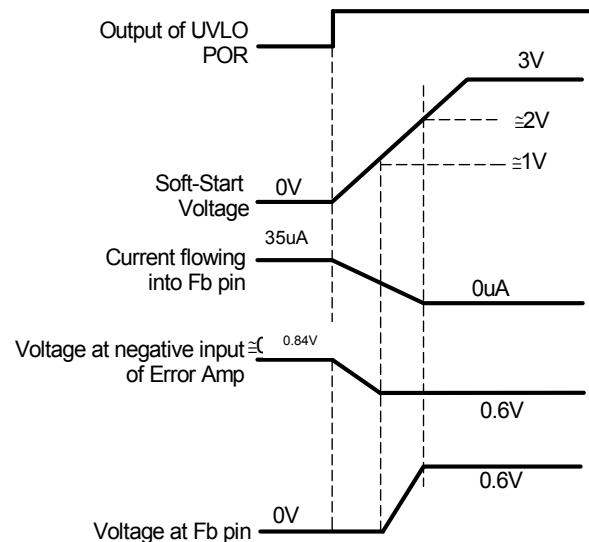 Output of UVLO
POR
3V
≅2V
≅1V
Soft-Start
Voltage
0V
35uA
Current flowing
into Fb pin
0uA
Voltage at negative input
of Error Amp
≅
0.84V
0.6V
0.6V
0V
Voltage at Fb pin